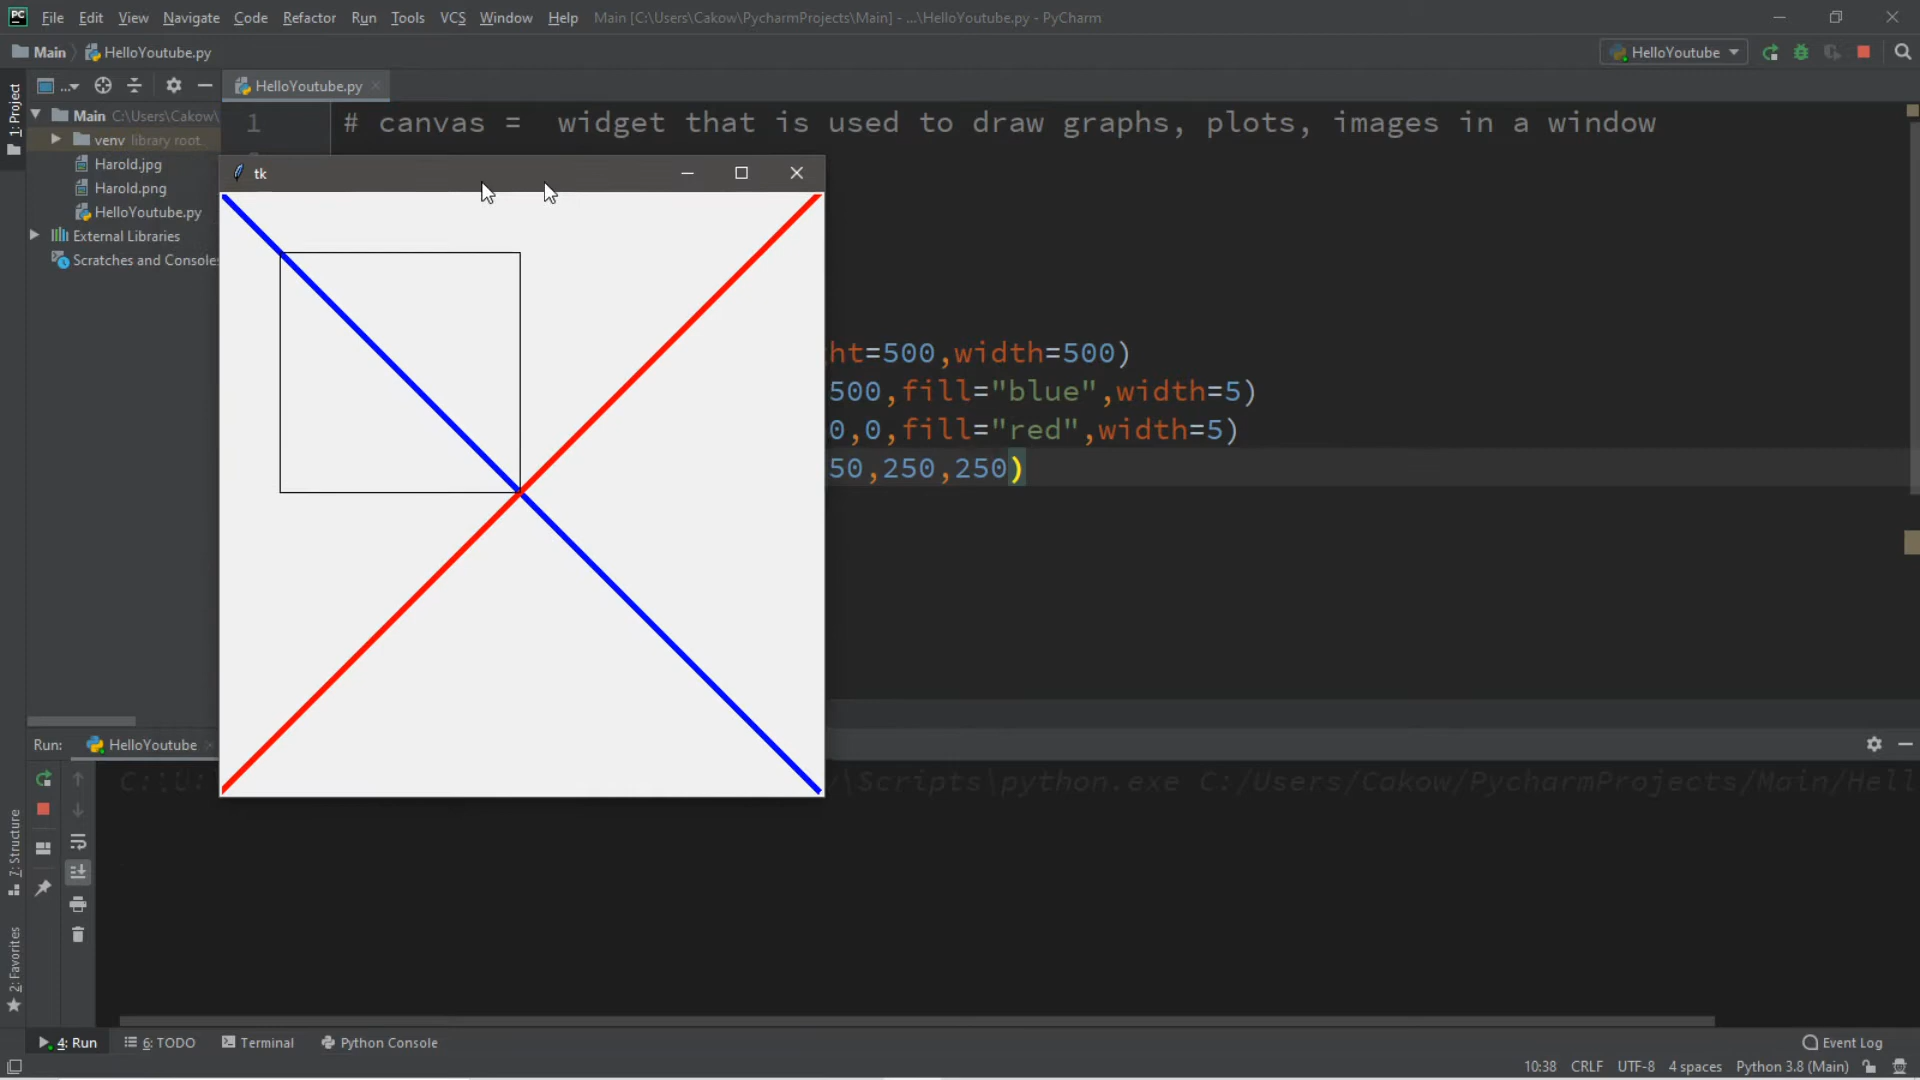 PC File Edit View Navigate Code Refactor Run Tools VCS Window Help Main [C:\Users\Cakow\PycharmProjects\Main] - ...\HelloYoutube.py - PyCharm
Main HelloYoutube.py HelloYoutube
... HelloYoutube.py
1: Project
Main C:\Users\Cakow\
venv library root
Harold.jpg
Harold.png
HelloYoutube.py
External Libraries
Scratches and Consoles
1 # canvas = widget that is used to draw graphs, plots, images in a window
tk
ht=500,width=500)
500,fill="blue",width=5)
0,0,fill="red",width=5)
50,250,250)
Run: HelloYoutube
\Scripts\python.exe C:/Users/Cakow/PycharmProjects/Main/Hell
7: Structure
2: Favorites
4: Run 6: TODO Terminal Python Console Event Log
10:38 CRLF UTF-8 4 spaces Python 3.8 (Main)